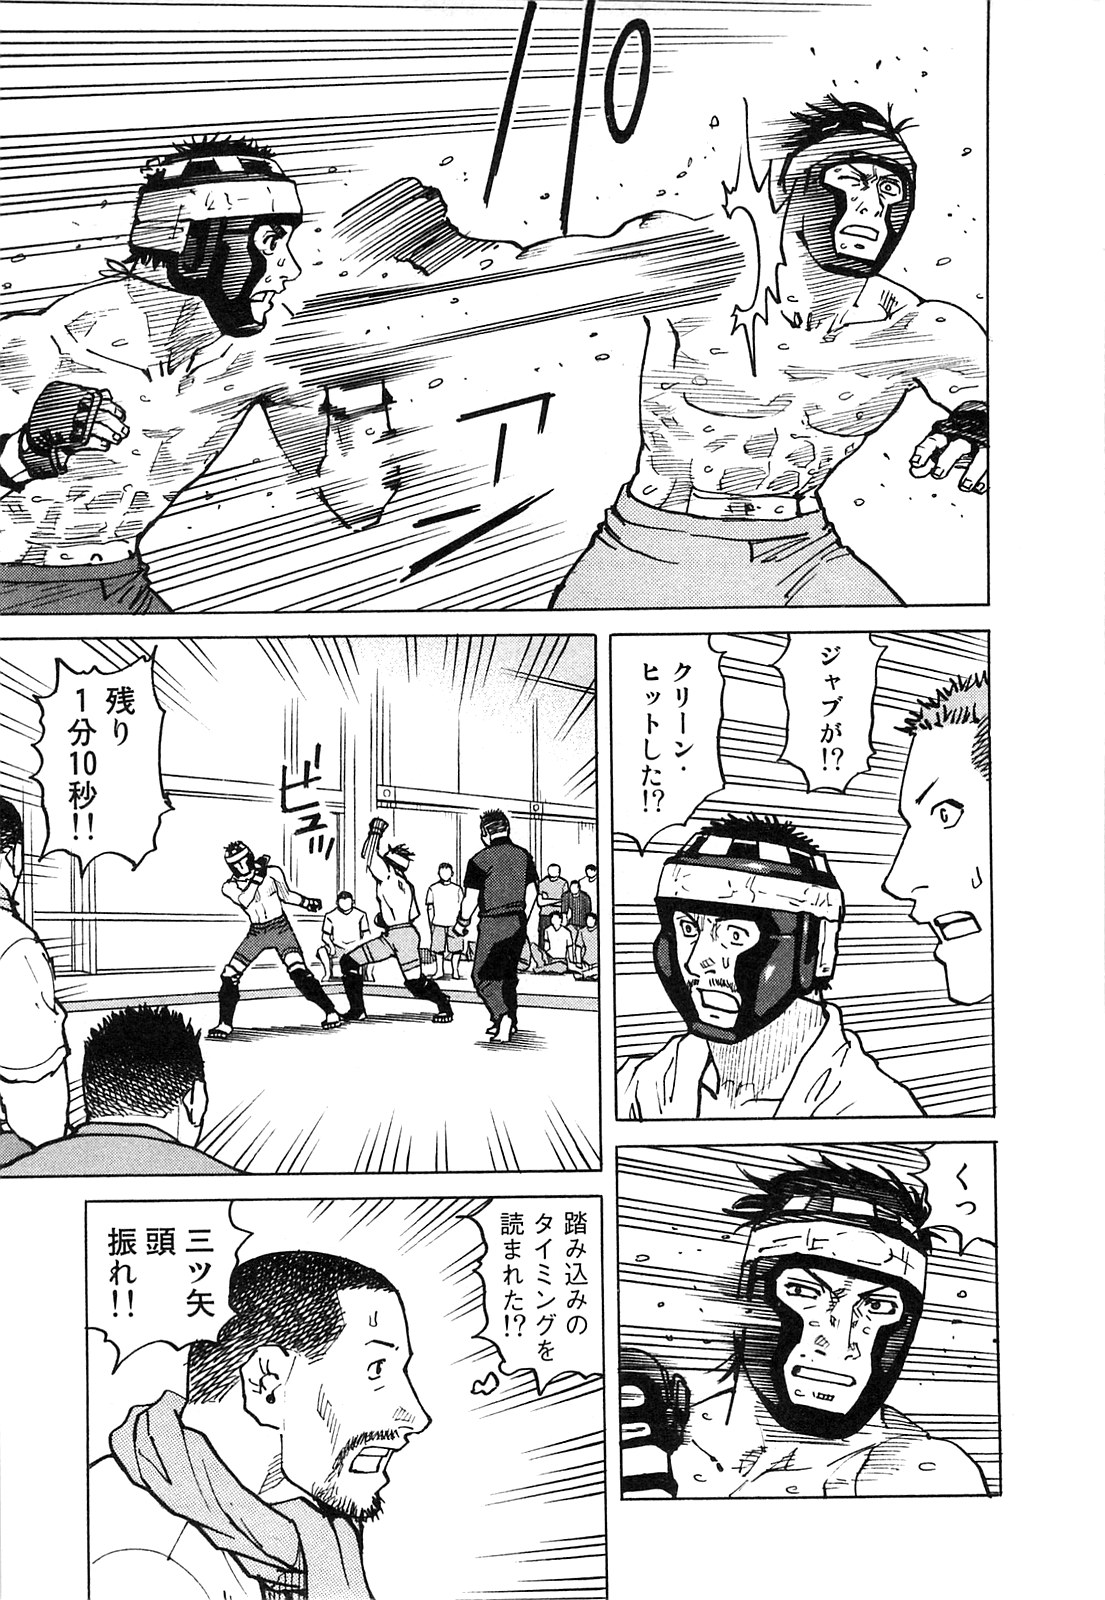 パン
ジャブが!?
クリーン・
ヒットした!?
残り
1分10秒!!
ビュッ
くっ
踏み込みの
タイミングを
読まれた!?
三ッ矢
頭
振れ!!